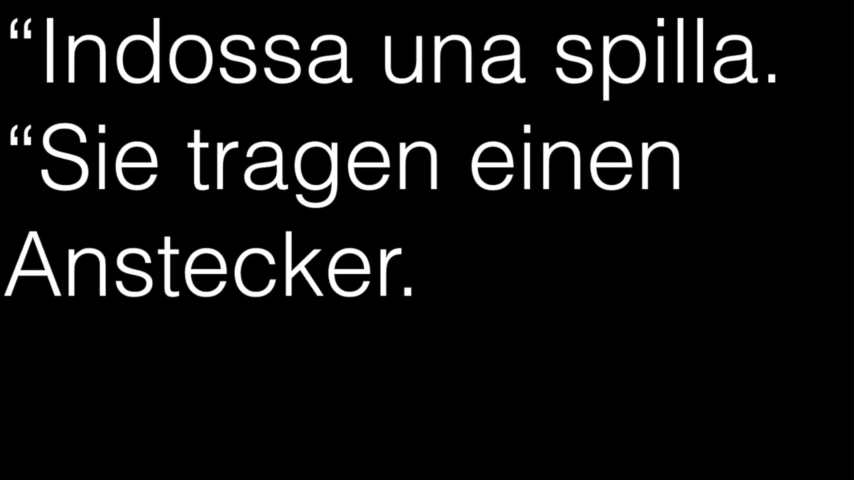 “Indossa una spilla.
“Sie tragen einen
Anstecker.